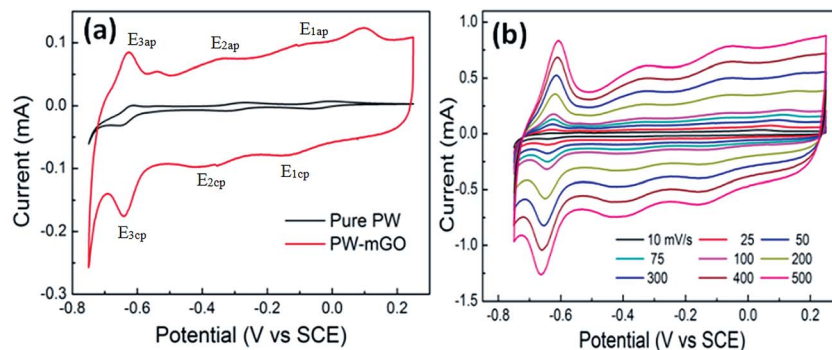 (a)
E3ap
E2ap
E1ap
E2cp
E1cp
E3cp
Pure PW
PW-mGO
0.1
0.0
-0.1
-0.2
-0.3
Current (mA)
-0.8 -0.6 -0.4 -0.2 0.0 0.2
Potential (V vs SCE)
(b)
1.0
0.5
0.0
-0.5
-1.0
-1.5
Current (mA)
10 mV/s 25 50
75 100 200
300 400 500
-0.8 -0.6 -0.4 -0.2 0.0 0.2
Potential (V vs SCE)